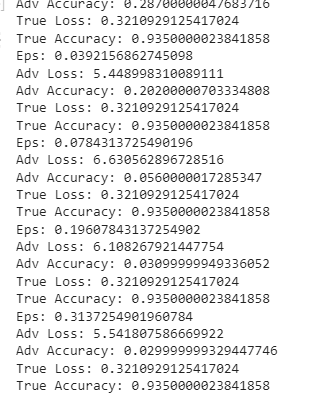 Adv Accuracy: 0.28700000047683716
True Loss: 0.3210929125417024
True Accuracy: 0.9350000023841858
Eps: 0.0392156862745098
Adv Loss: 5.448998310089111
Adv Accuracy: 0.20200000703334808
True Loss: 0.3210929125417024
True Accuracy: 0.9350000023841858
Eps: 0.0784313725490196
Adv Loss: 6.630562896728516
Adv Accuracy: 0.0560000017285347
True Loss: 0.3210929125417024
True Accuracy: 0.9350000023841858
Eps: 0.19607843137254902
Adv Loss: 6.108267921447754
Adv Accuracy: 0.03099999949336052
True Loss: 0.3210929125417024
True Accuracy: 0.9350000023841858
Eps: 0.3137254901960784
Adv Loss: 5.541807586669922
Adv Accuracy: 0.029999999329447746
True Loss: 0.3210929125417024
True Accuracy: 0.9350000023841858